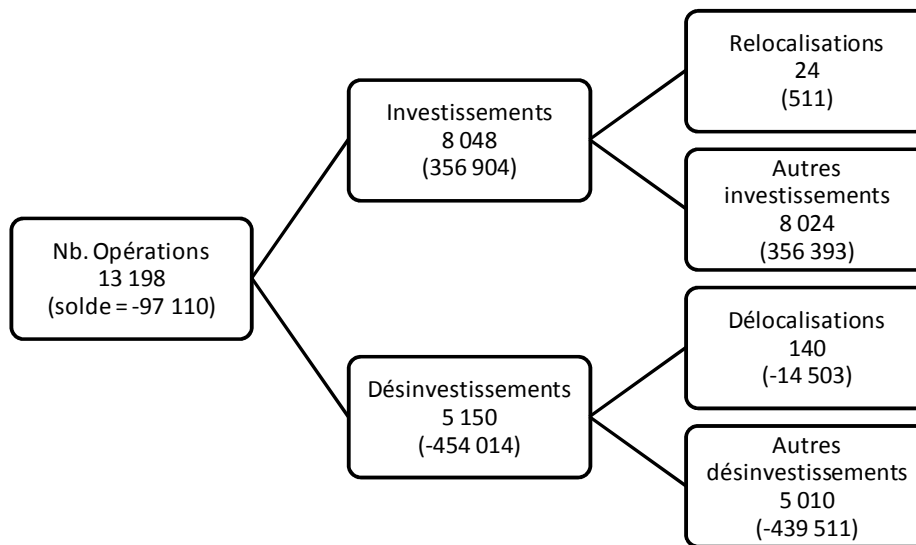 Nb. Opérations
13 198
(solde = -97 110)
Investissements
8 048
(356 904)
Désinvestissements
5 150
(-454 014)
Relocalisations
24
(511)
Autres
investissements
8 024
(356 393)
Délocalisations
140
(-14 503)
Autres
désinvestissements
5 010
(-439 511)